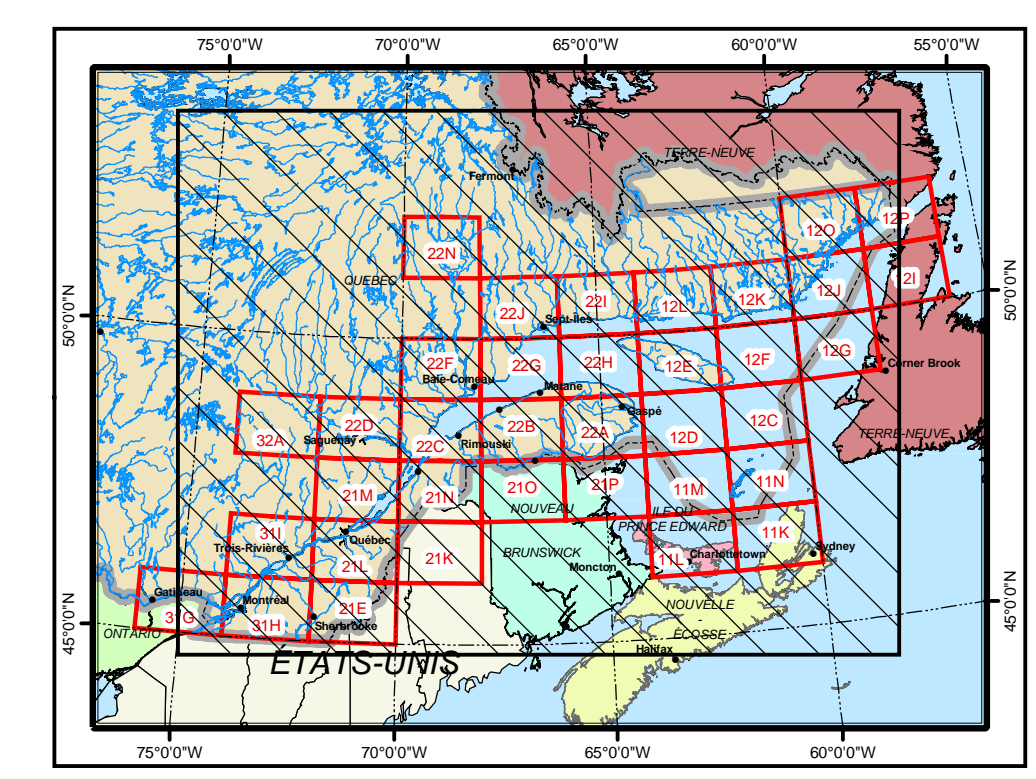 75°0'0"W 70°0'0"W 65°0'0"W 60°0'0"W 55°0'0"W
TERRE-NEUVE
Fermont
12P
12O
22N
QUEBEC
12I
12J
50°0'0"N
50°0'0"N
22J
22I
12L
12K
Sept-Iles
22F
22G
22H
12E
12F
12G
Corner Brook
Baie-Comeau
Matane
Gaspé
32A
22D
Saguenay
22C
Rimouski
22B
22A
12D
12C
TERRE-NEUVE
21M
21N
21O
21P
11M
11N
NOUVEAU
ILE DU
PRINCE EDWARD
31I
Québec
Trois-Rivières
21L
21K
BRUNSWICK
Moncton
11L
Charlottetown
11K
Sydney
Gatineau
Montréal
21E
NOUVELLE
45°0'0"N
45°0'0"N
31G
31H
Sherbrooke
ONTARIO
ÉCOSSE
Halifax
ÉTATS-UNIS
75°0'0"W 70°0'0"W 65°0'0"W 60°0'0"W